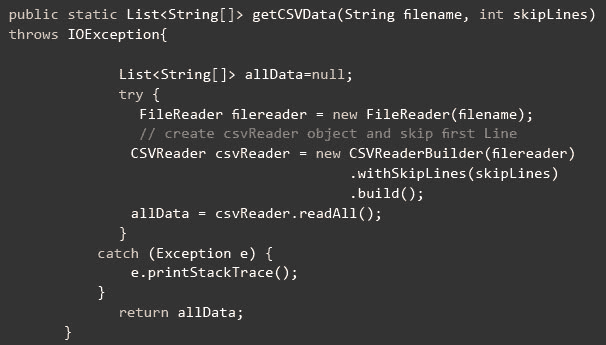 public static List<String[]> getCSVData(String filename, int skipLines)
throws IOException{
List<String[]> allData=null;
try {
FileReader filereader = new FileReader(filename);
// create csvReader object and skip first Line
CSVReader csvReader = new CSVReaderBuilder(filereader)
.withSkipLines(skipLines)
.build();
allData = csvReader.readAll();
}
catch (Exception e) {
e.printStackTrace();
}
return allData;
}